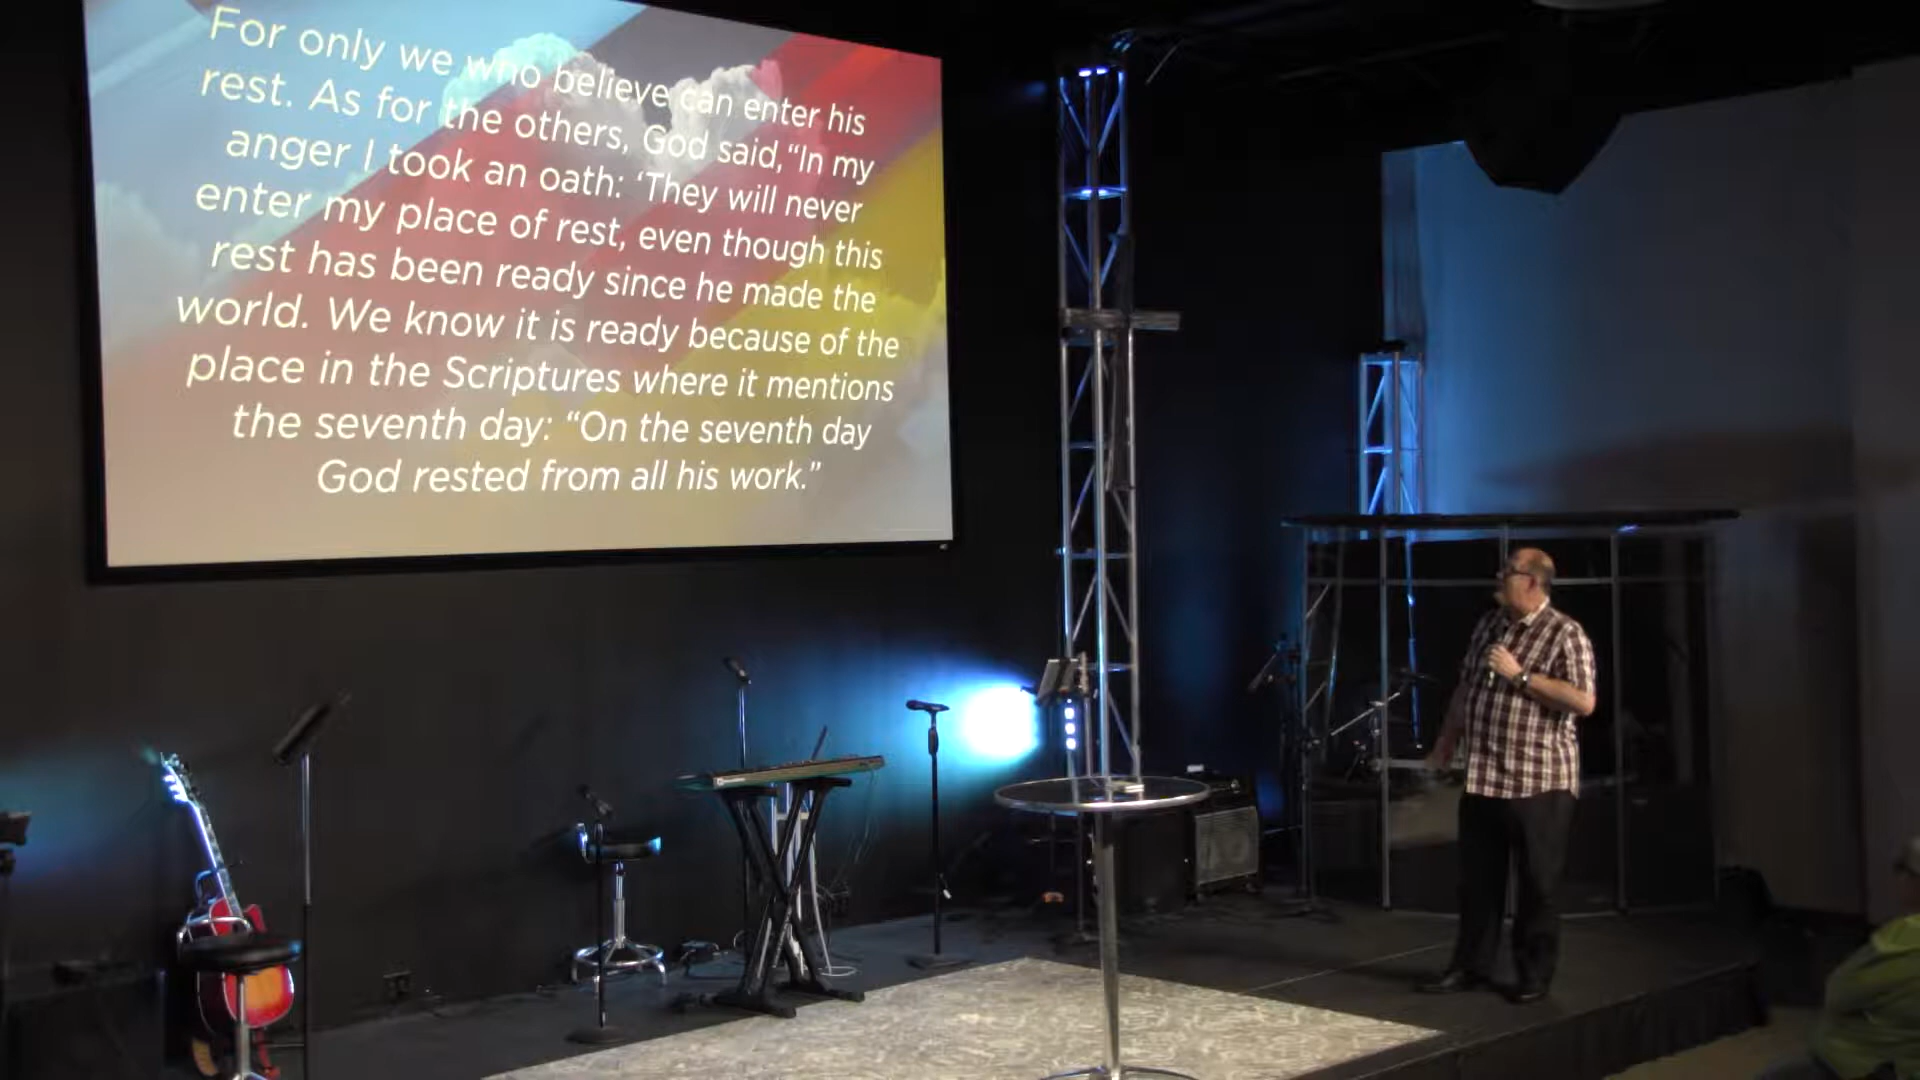 For only we who believe can enter his
rest. As for the others, God said, “In my
anger I took an oath: ‘They will never
enter my place of rest, even though this
rest has been ready since he made the
world. We know it is ready because of the
place in the Scriptures where it mentions
the seventh day: “On the seventh day
God rested from all his work.”